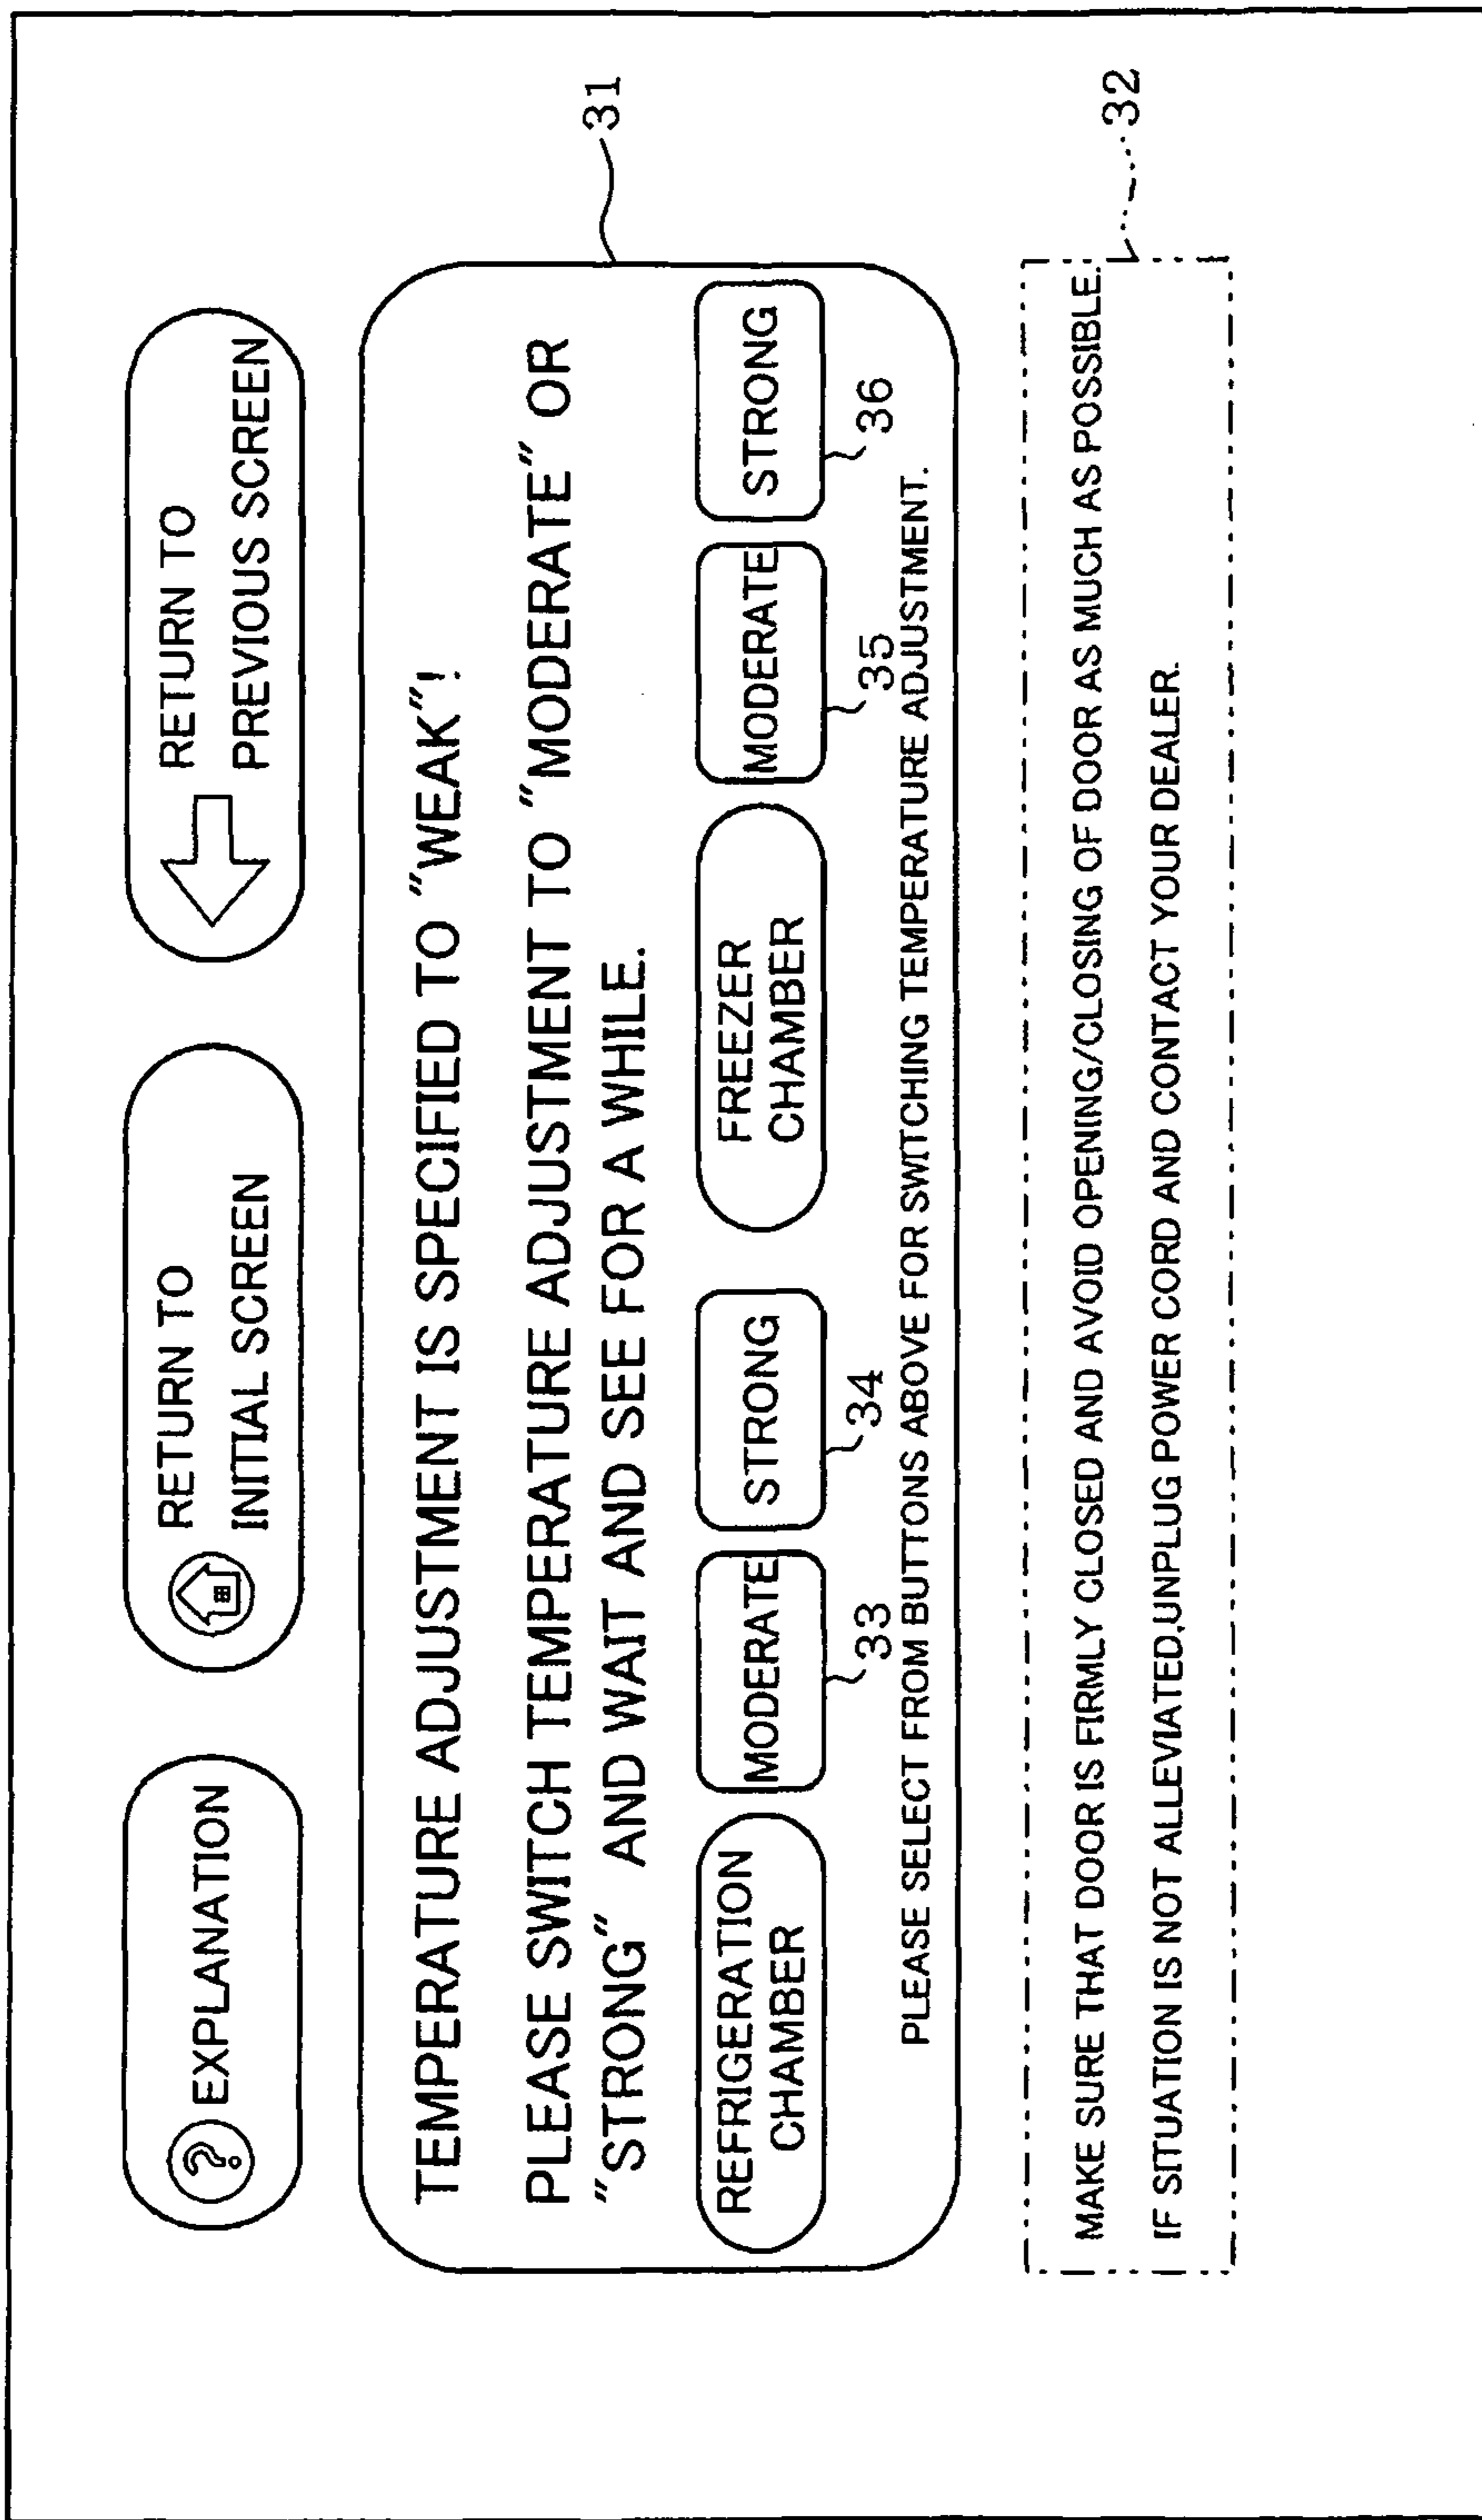 ? EXPLANATION
RETURN TO
INITIAL SCREEN
RETURN TO
PREVIOUS SCREEN
TEMPERATURE ADJUSTMENT IS SPECIFIED TO "WEAK"!
PLEASE SWITCH TEMPERATURE ADJUSTMENT TO "MODERATE" OR
"STRONG" AND WAIT AND SEE FOR A WHILE.
31
REFRIGERATION
CHAMBER
MODERATE
33
STRONG
34
FREEZER
CHAMBER
MODERATE
35
STRONG
36
PLEASE SELECT FROM BUTTONS ABOVE FOR SWITCHING TEMPERATURE ADJUSTMENT.
MAKE SURE THAT DOOR IS FIRMLY CLOSED AND AVOID OPENING/CLOSING OF DOOR AS MUCH AS POSSIBLE.
32
IF SITUATION IS NOT ALLEVIATED,UNPLUG POWER CORD AND CONTACT YOUR DEALER.